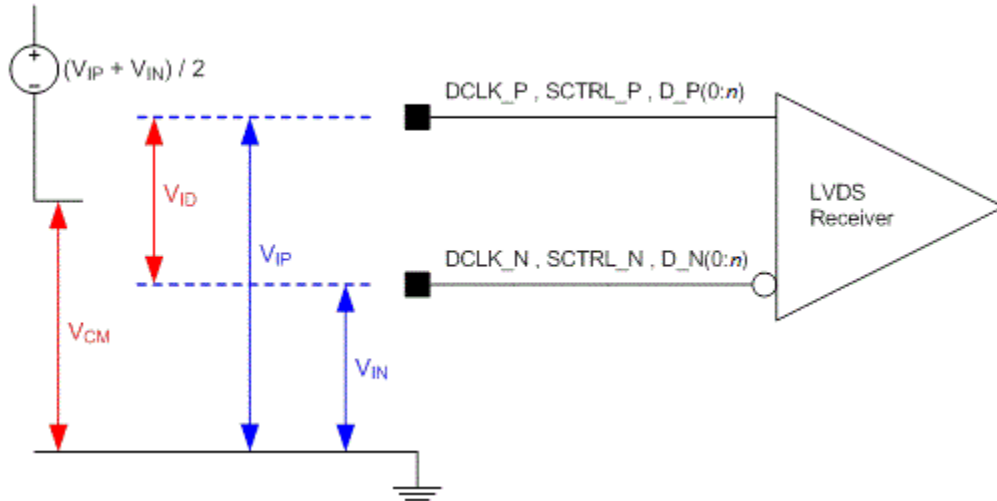 +
(VIP + VIN) / 2
−
DCLK_P , SCTRL_P , D_P(0:n)
VID
LVDS
Receiver
VIP
DCLK_N , SCTRL_N , D_N(0:n)
VCM
VIN